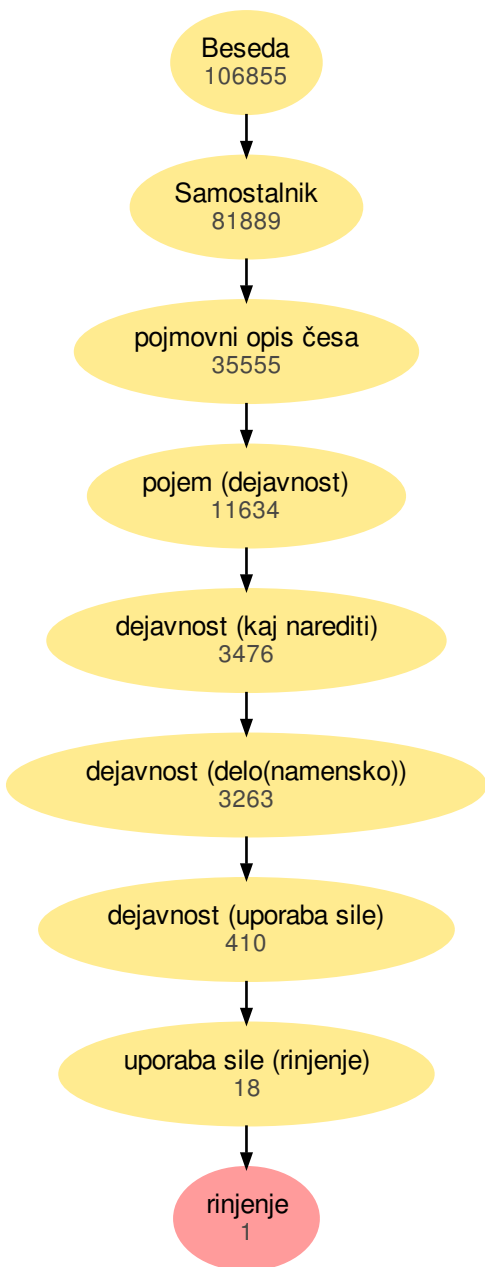 Beseda
106855
Samostalnik
81889
pojmovni opis česa
35555
pojem (dejavnost)
11634
dejavnost (kaj narediti)
3476
dejavnost (delo(namensko))
3263
dejavnost (uporaba sile)
410
uporaba sile (rinjenje)
18
rinjenje
1